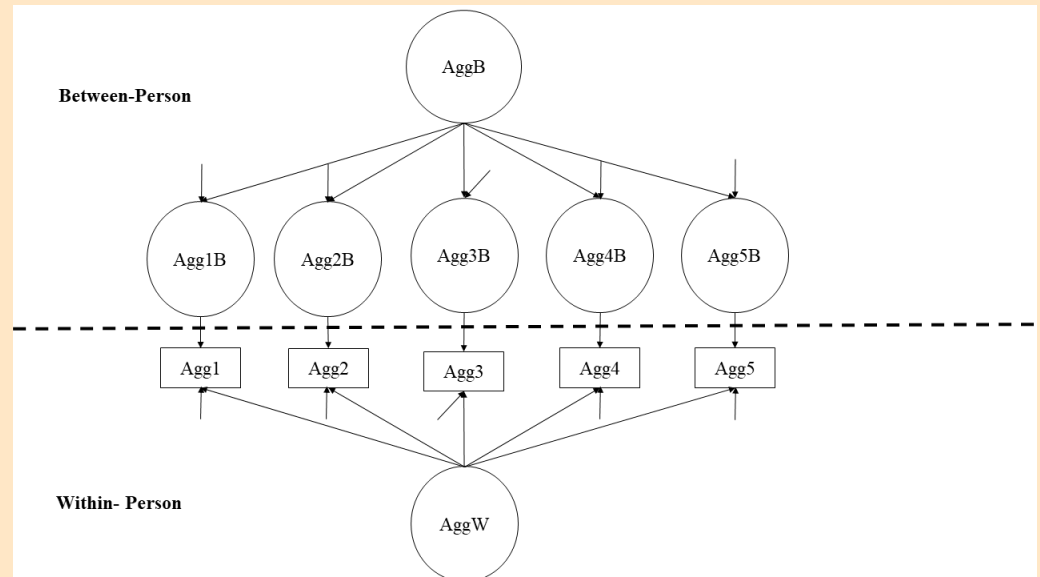 AggB
Between-Person
Agg1B Agg2B Agg3B Agg4B Agg5B
Agg1 Agg2 Agg3 Agg4 Agg5
Within- Person
AggW